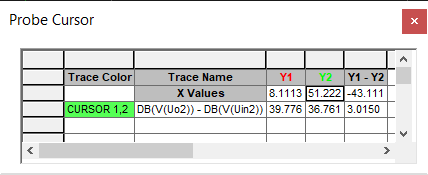 Probe Cursor
Trace Color Trace Name Y1 Y2 Y1 - Y2
X Values 8.1113 51.222 -43.111
CURSOR 1,2 DB(V(Uo2)) - DB(V(Uin2)) 39.776 36.761 3.0150